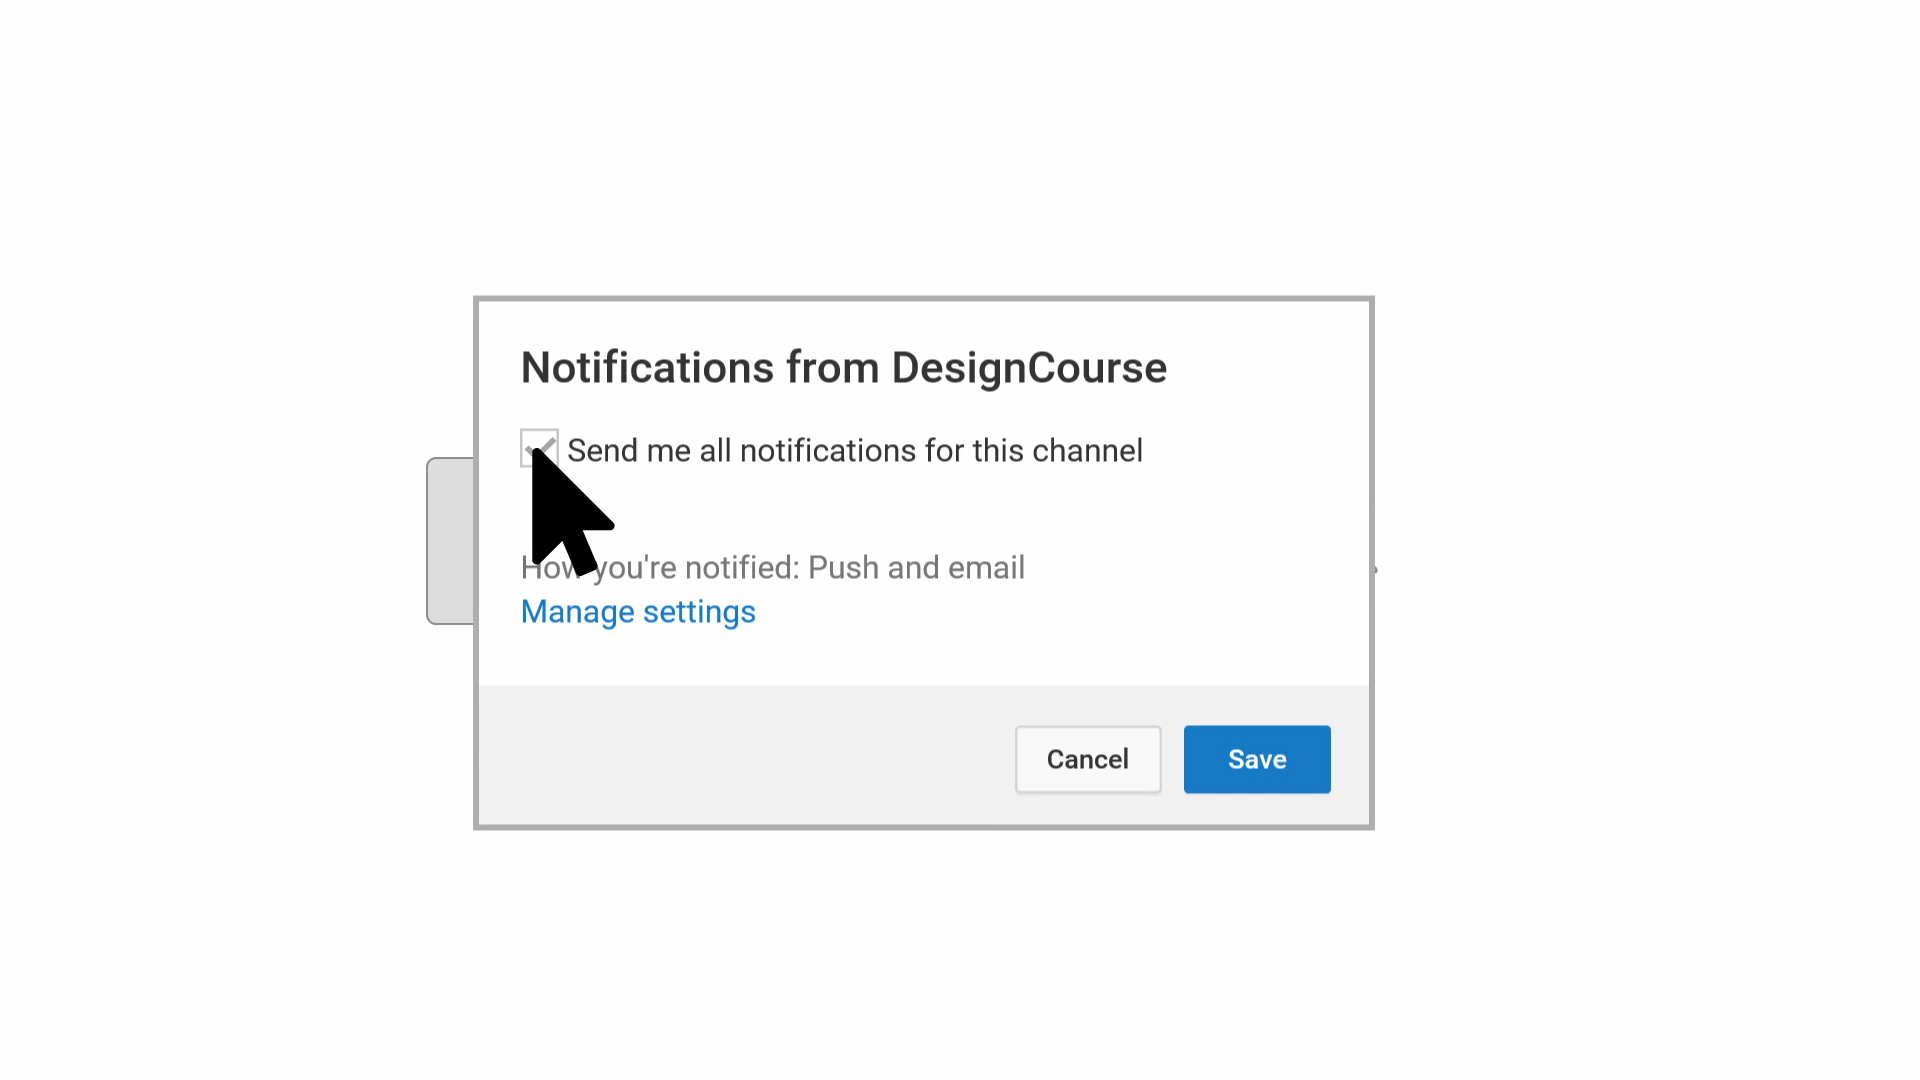 Notifications from DesignCourse
Send me all notifications for this channel
How you're notified: Push and email
Manage settings
Cancel
Save